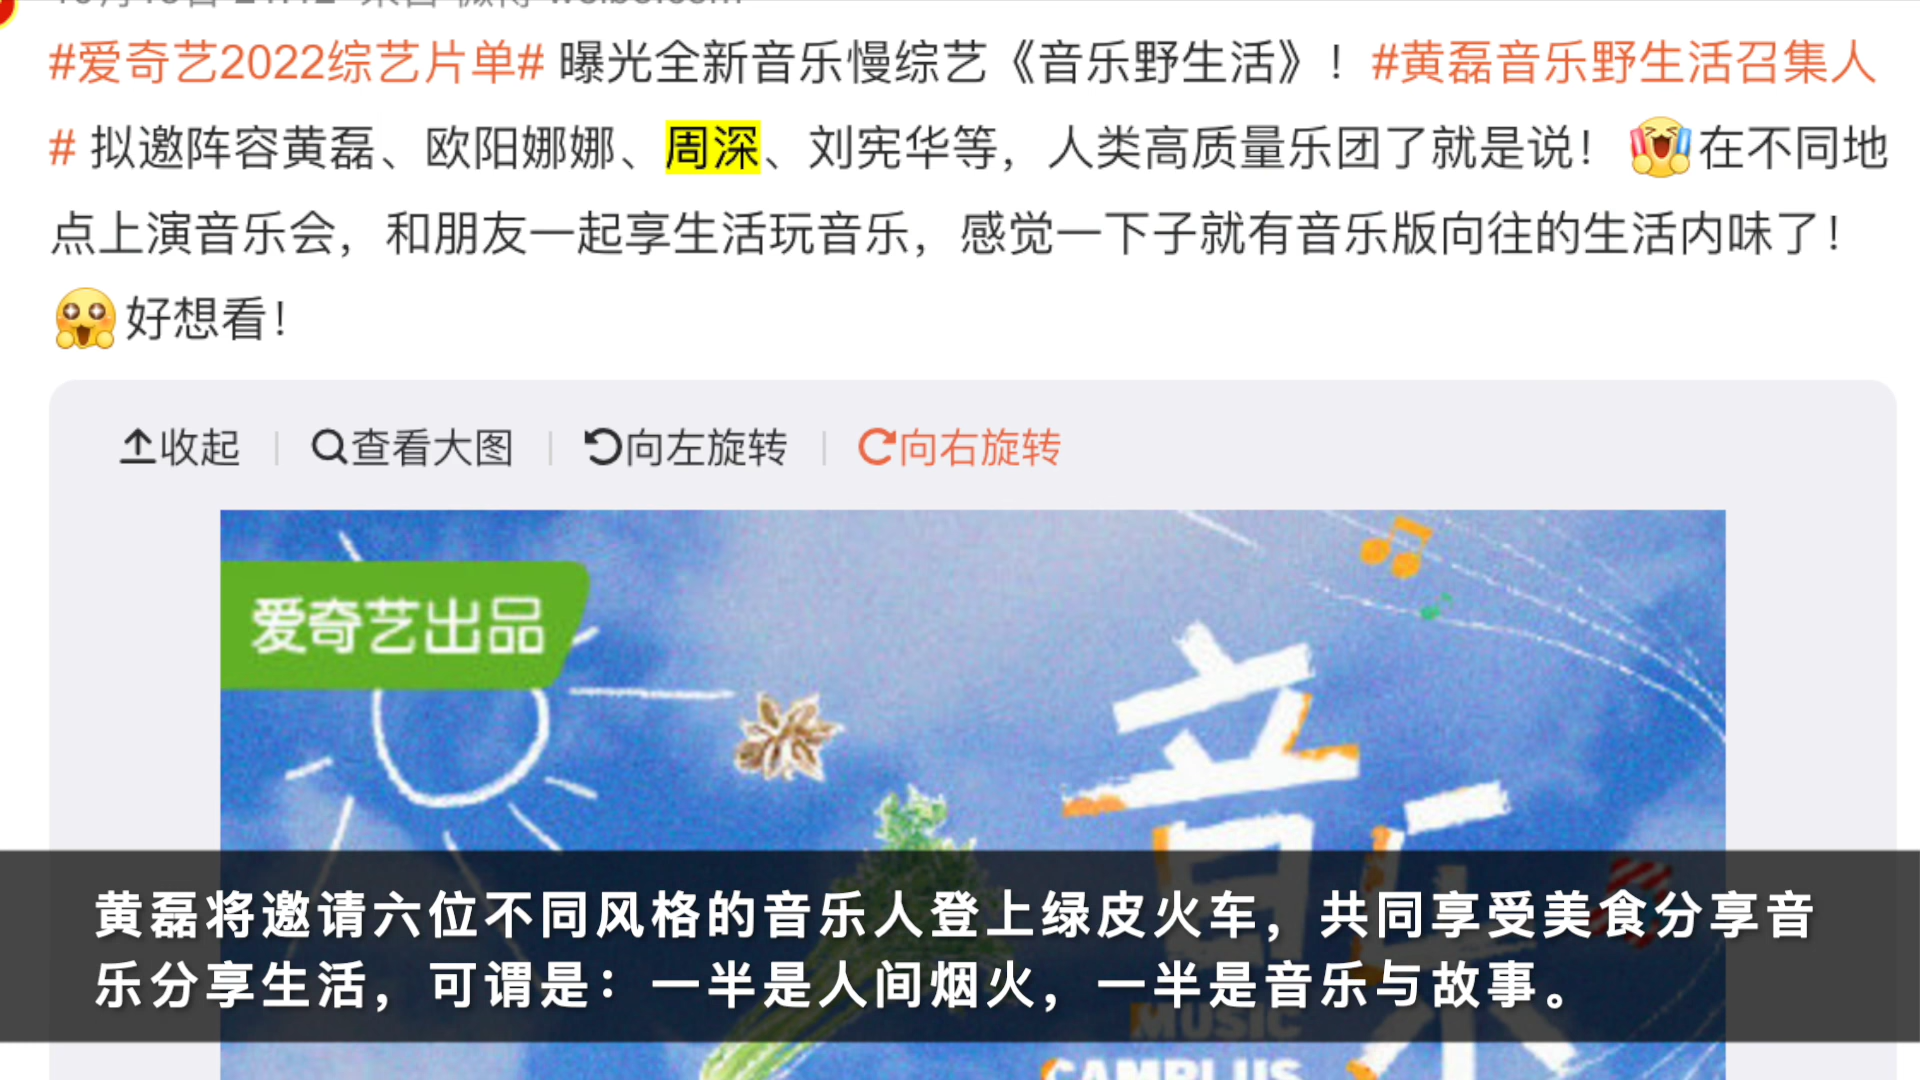 #爱奇艺2022综艺片单# 曝光全新音乐慢综艺《音乐野生活》！#黄磊音乐野生活召集人
# 拟邀阵容黄磊、欧阳娜娜、周深、刘宪华等，人类高质量乐团了就是说！在不同地
点上演音乐会，和朋友一起享生活玩音乐，感觉一下子就有音乐版向往的生活内味了！
好想看！
收起 查看大图 向左旋转 向右旋转
爱奇艺出品
音乐
黄磊将邀请六位不同风格的音乐人登上绿皮火车，共同享受美食分享音
乐分享生活，可谓是：一半是人间烟火，一半是音乐与故事。
MUSIC